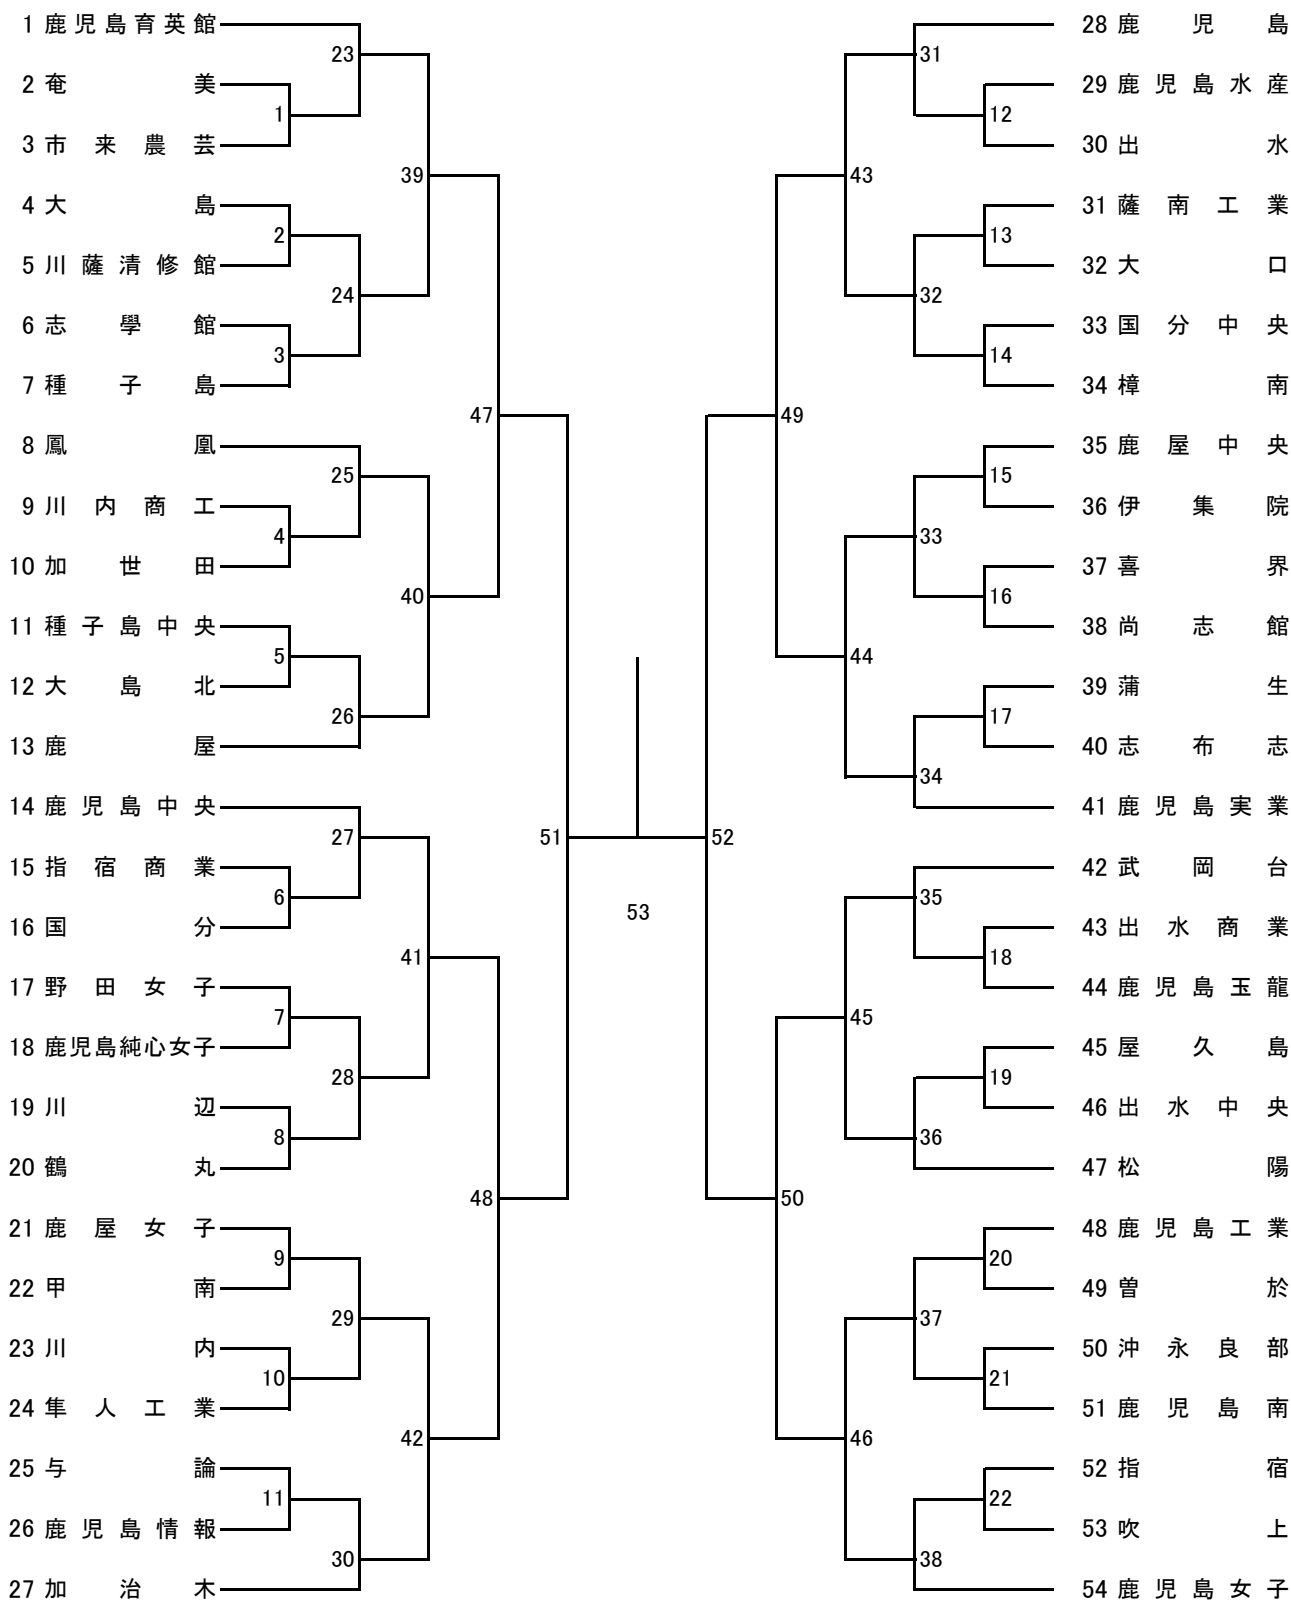 1 鹿児島育英館
28 鹿児島
23
31
2 奄美
29 鹿児島水産
1
12
3 市来農芸
30 出水
39
43
4 大島
31 薩南工業
2
13
5 川薩清修館
32 大口
24
32
6 志學館
33 国分中央
3
14
7 種子島
34 樟南
47
49
8 鳳凰
35 鹿屋中央
25
15
9 川内商工
36 伊集院
4
33
10 加世田
37 喜界
40
16
11 種子島中央
38 尚志館
5
44
12 大島北
39 蒲生
26
17
13 鹿屋
40 志布志
34
14 鹿児島中央
41 鹿児島実業
27
51
52
15 指宿商業
42 武岡台
6
35
53
16 国分
43 出水商業
41
18
17 野田女子
44 鹿児島玉龍
7
45
18 鹿児島純心女子
45 屋久島
28
19
19 川辺
46 出水中央
8
36
20 鶴丸
47 松陽
48
50
21 鹿屋女子
48 鹿児島工業
9
20
22 甲南
49 曽於
29
37
23 川内
50 沖永良部
10
21
24 隼人工業
51 鹿児島南
42
46
25 与論
52 指宿
11
22
26 鹿児島情報
53 吹上
30
38
27 加治木
54 鹿児島女子